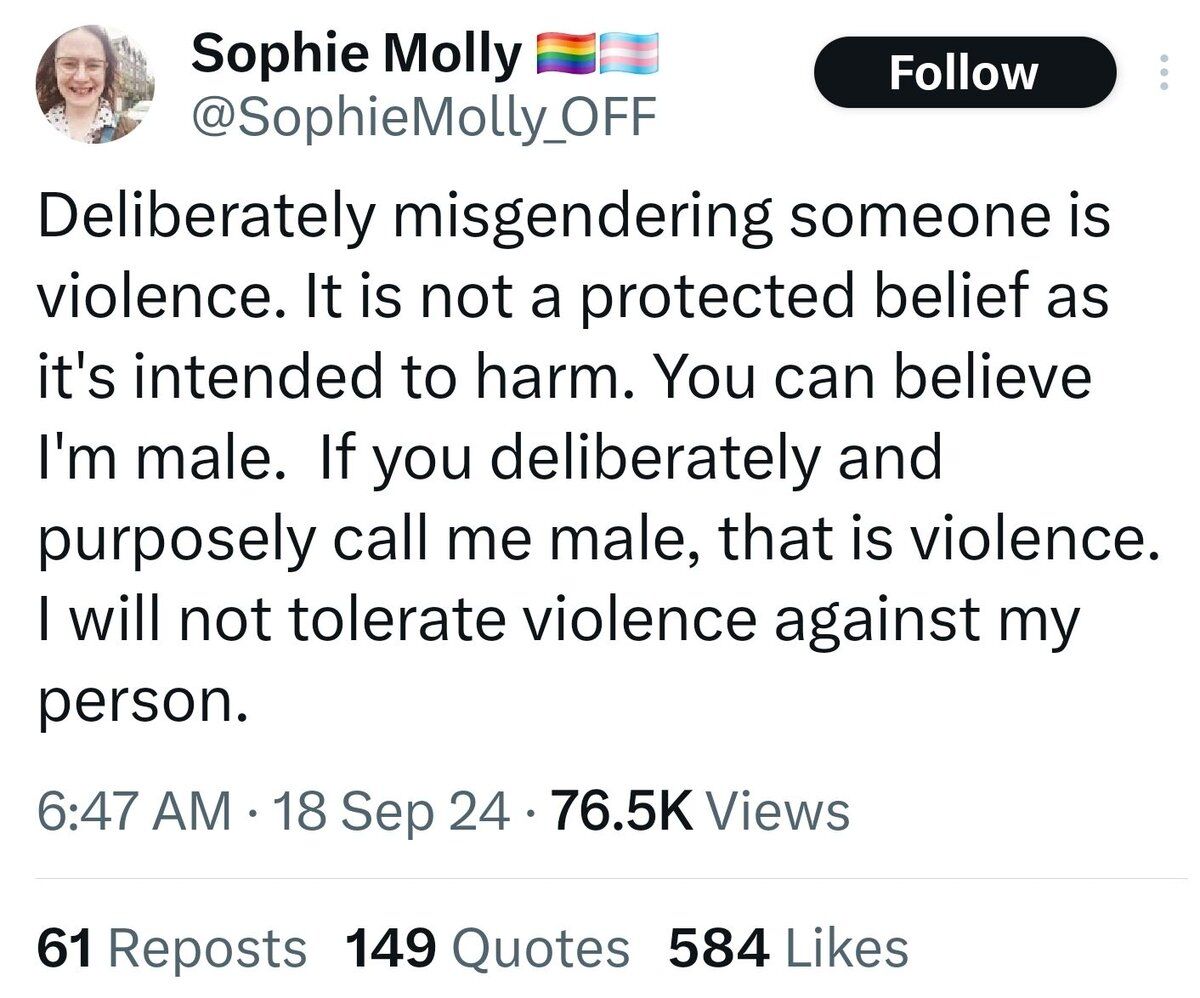 Sophie Molly 🏳️‍🌈🏳️‍⚧️
Follow
@SophieMolly_OFF
Deliberately misgendering someone is
violence. It is not a protected belief as
it's intended to harm. You can believe
I'm male.  If you deliberately and
purposely call me male, that is violence.
I will not tolerate violence against my
person.
6:47 AM · 18 Sep 24 · 76.5K Views
61 Reposts 149 Quotes 584 Likes